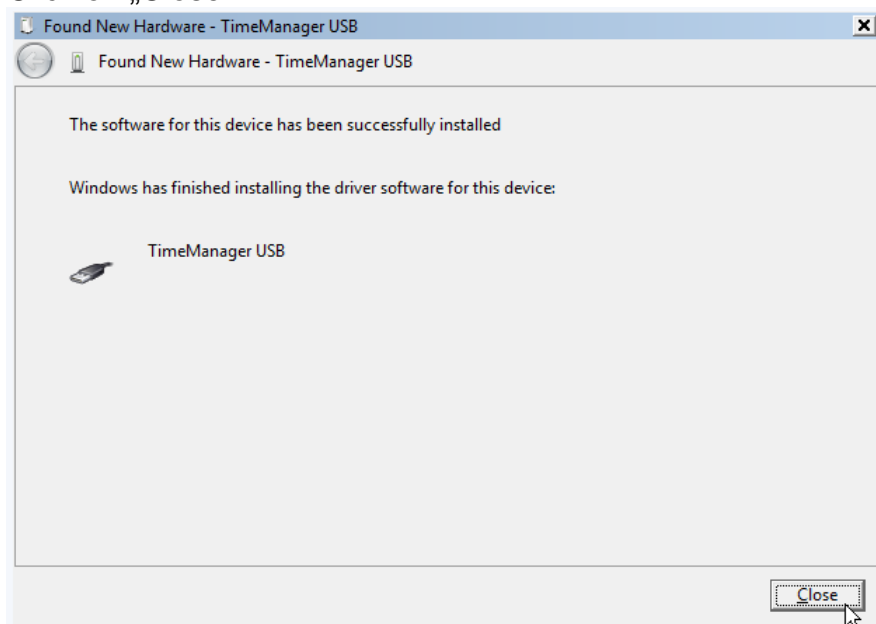 Found New Hardware - TimeManager USB
Found New Hardware - TimeManager USB
The software for this device has been successfully installed
Windows has finished installing the driver software for this device:
TimeManager USB
Close